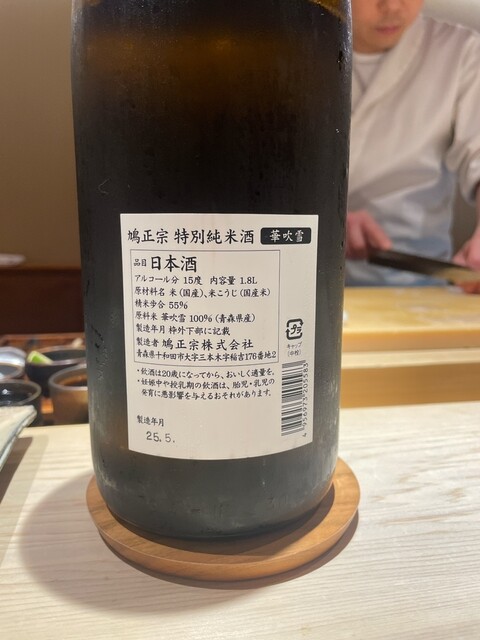 鳩正宗 特別純米酒 華吹雪
品目 日本酒
アルコール分 15度 内容量 1.8L
原材料名 米(国産)、米こうじ(国産米)
精米歩合 55%
原料米 華吹雪 100%(青森県産)
製造年月 枠外下部に記載
製造者 鳩正宗株式会社
青森県十和田市大字三本木字稲吉176番地2
・飲酒は20歳になってから、おいしく適量を。
・妊娠中や授乳期の飲酒は、胎児・乳児の
発育に悪影響を与えるおそれがあります。
製造年月
25.5.
プラ
キャップ
(中栓)
4 956973 205283